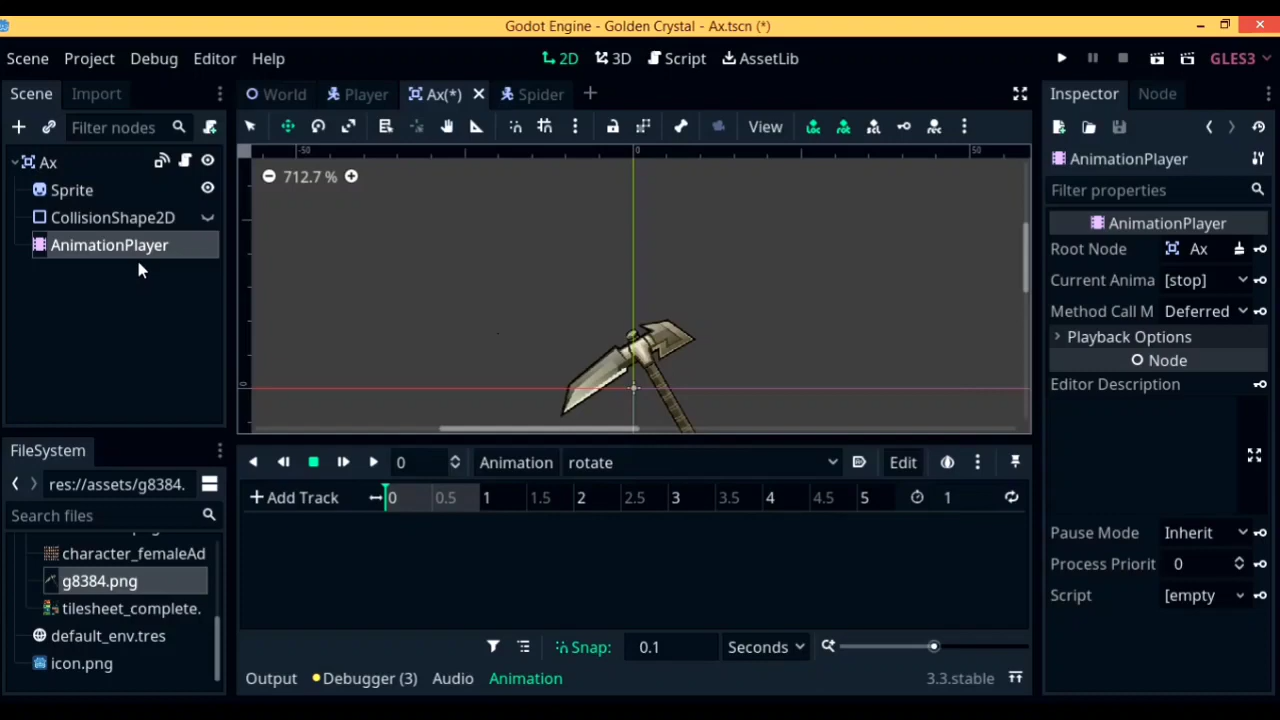 Godot Engine - Golden Crystal - Ax.tscn (*)
Scene Project Debug Editor Help
2D 3D Script AssetLib
GLES3
Scene Import
World Player Ax(*) Spider
Inspector Node
Filter nodes
View
AnimationPlayer
Filter properties
Ax
Sprite
CollisionShape2D
AnimationPlayer
-50 0 50
712.7 %
0
AnimationPlayer
Root Node Ax
Current Anima [stop]
Method Call M Deferred
Playback Options
Node
Editor Description
Pause Mode Inherit
Process Priorit 0
Script [empty
FileSystem
res://assets/g8384.
Search files
character_femaleAd
g8384.png
tilesheet_complete.
default_env.tres
icon.png
0 Animation rotate Edit
Add Track 0 0.5 1 1.5 2 2.5 3 3.5 4 4.5 5 1
Snap: 0.1 Seconds
Output Debugger (3) Audio Animation 3.3.stable